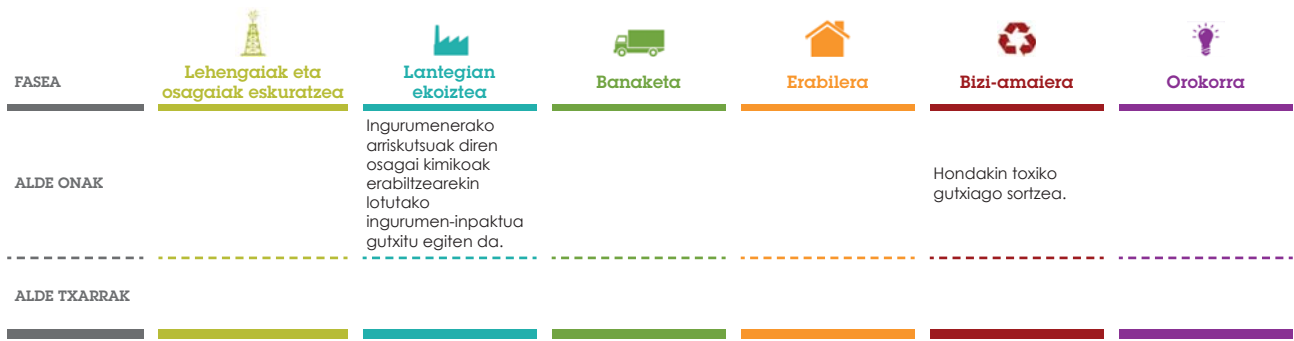 FASEA
Lehengaiak eta
osagaiak eskuratzea
Lantegian
ekoiztea
Banaketa
Erabilera
Bizi-amaiera
Orokorra
ALDE ONAK
Ingurumenerako
arriskutsuak diren
osagai kimikoak
erabiltzearekin
lotutako
ingurumen-inpaktua
gutxitu egiten da.
Hondakin toxiko
gutxiago sortzea.
ALDE TXARRAK